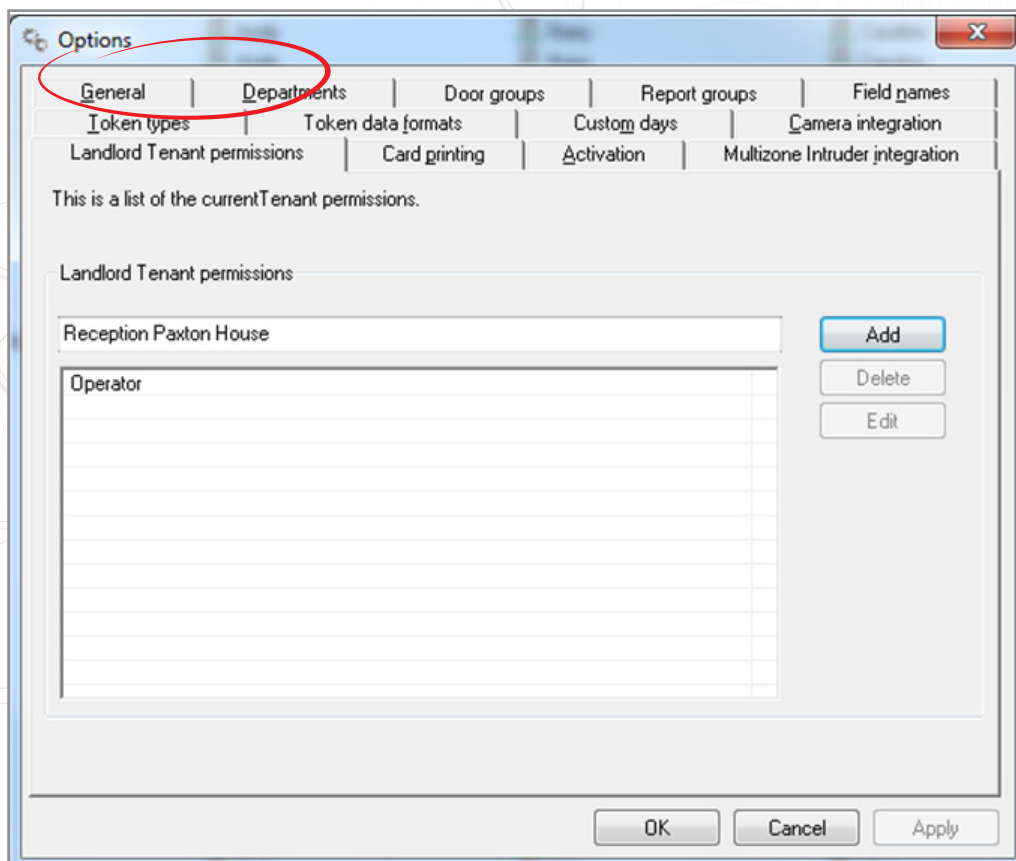 Options
General Departments Door groups Report groups Field names
Token types Token data formats Custom days Camera integration
Landlord Tenant permissions Card printing Activation Multizone Intruder integration
This is a list of the currentTenant permissions.
Landlord Tenant permissions
Reception Paxton House Add
Operator Delete
Edit
OK Cancel Apply